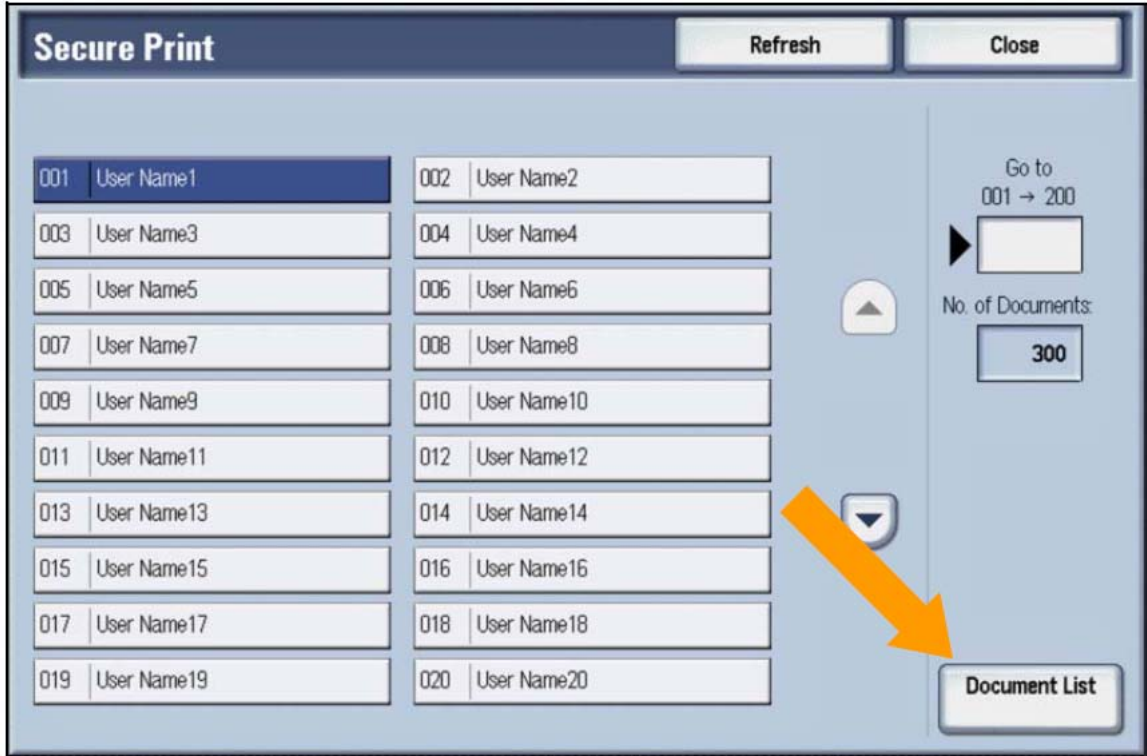 Secure Print
Refresh
Close
001 User Name1
002 User Name2
003 User Name3
004 User Name4
005 User Name5
006 User Name6
007 User Name7
008 User Name8
009 User Name9
010 User Name10
011 User Name11
012 User Name12
013 User Name13
014 User Name14
015 User Name15
016 User Name16
017 User Name17
018 User Name18
019 User Name19
020 User Name20
Go to
001 → 200
No. of Documents:
300
Document List